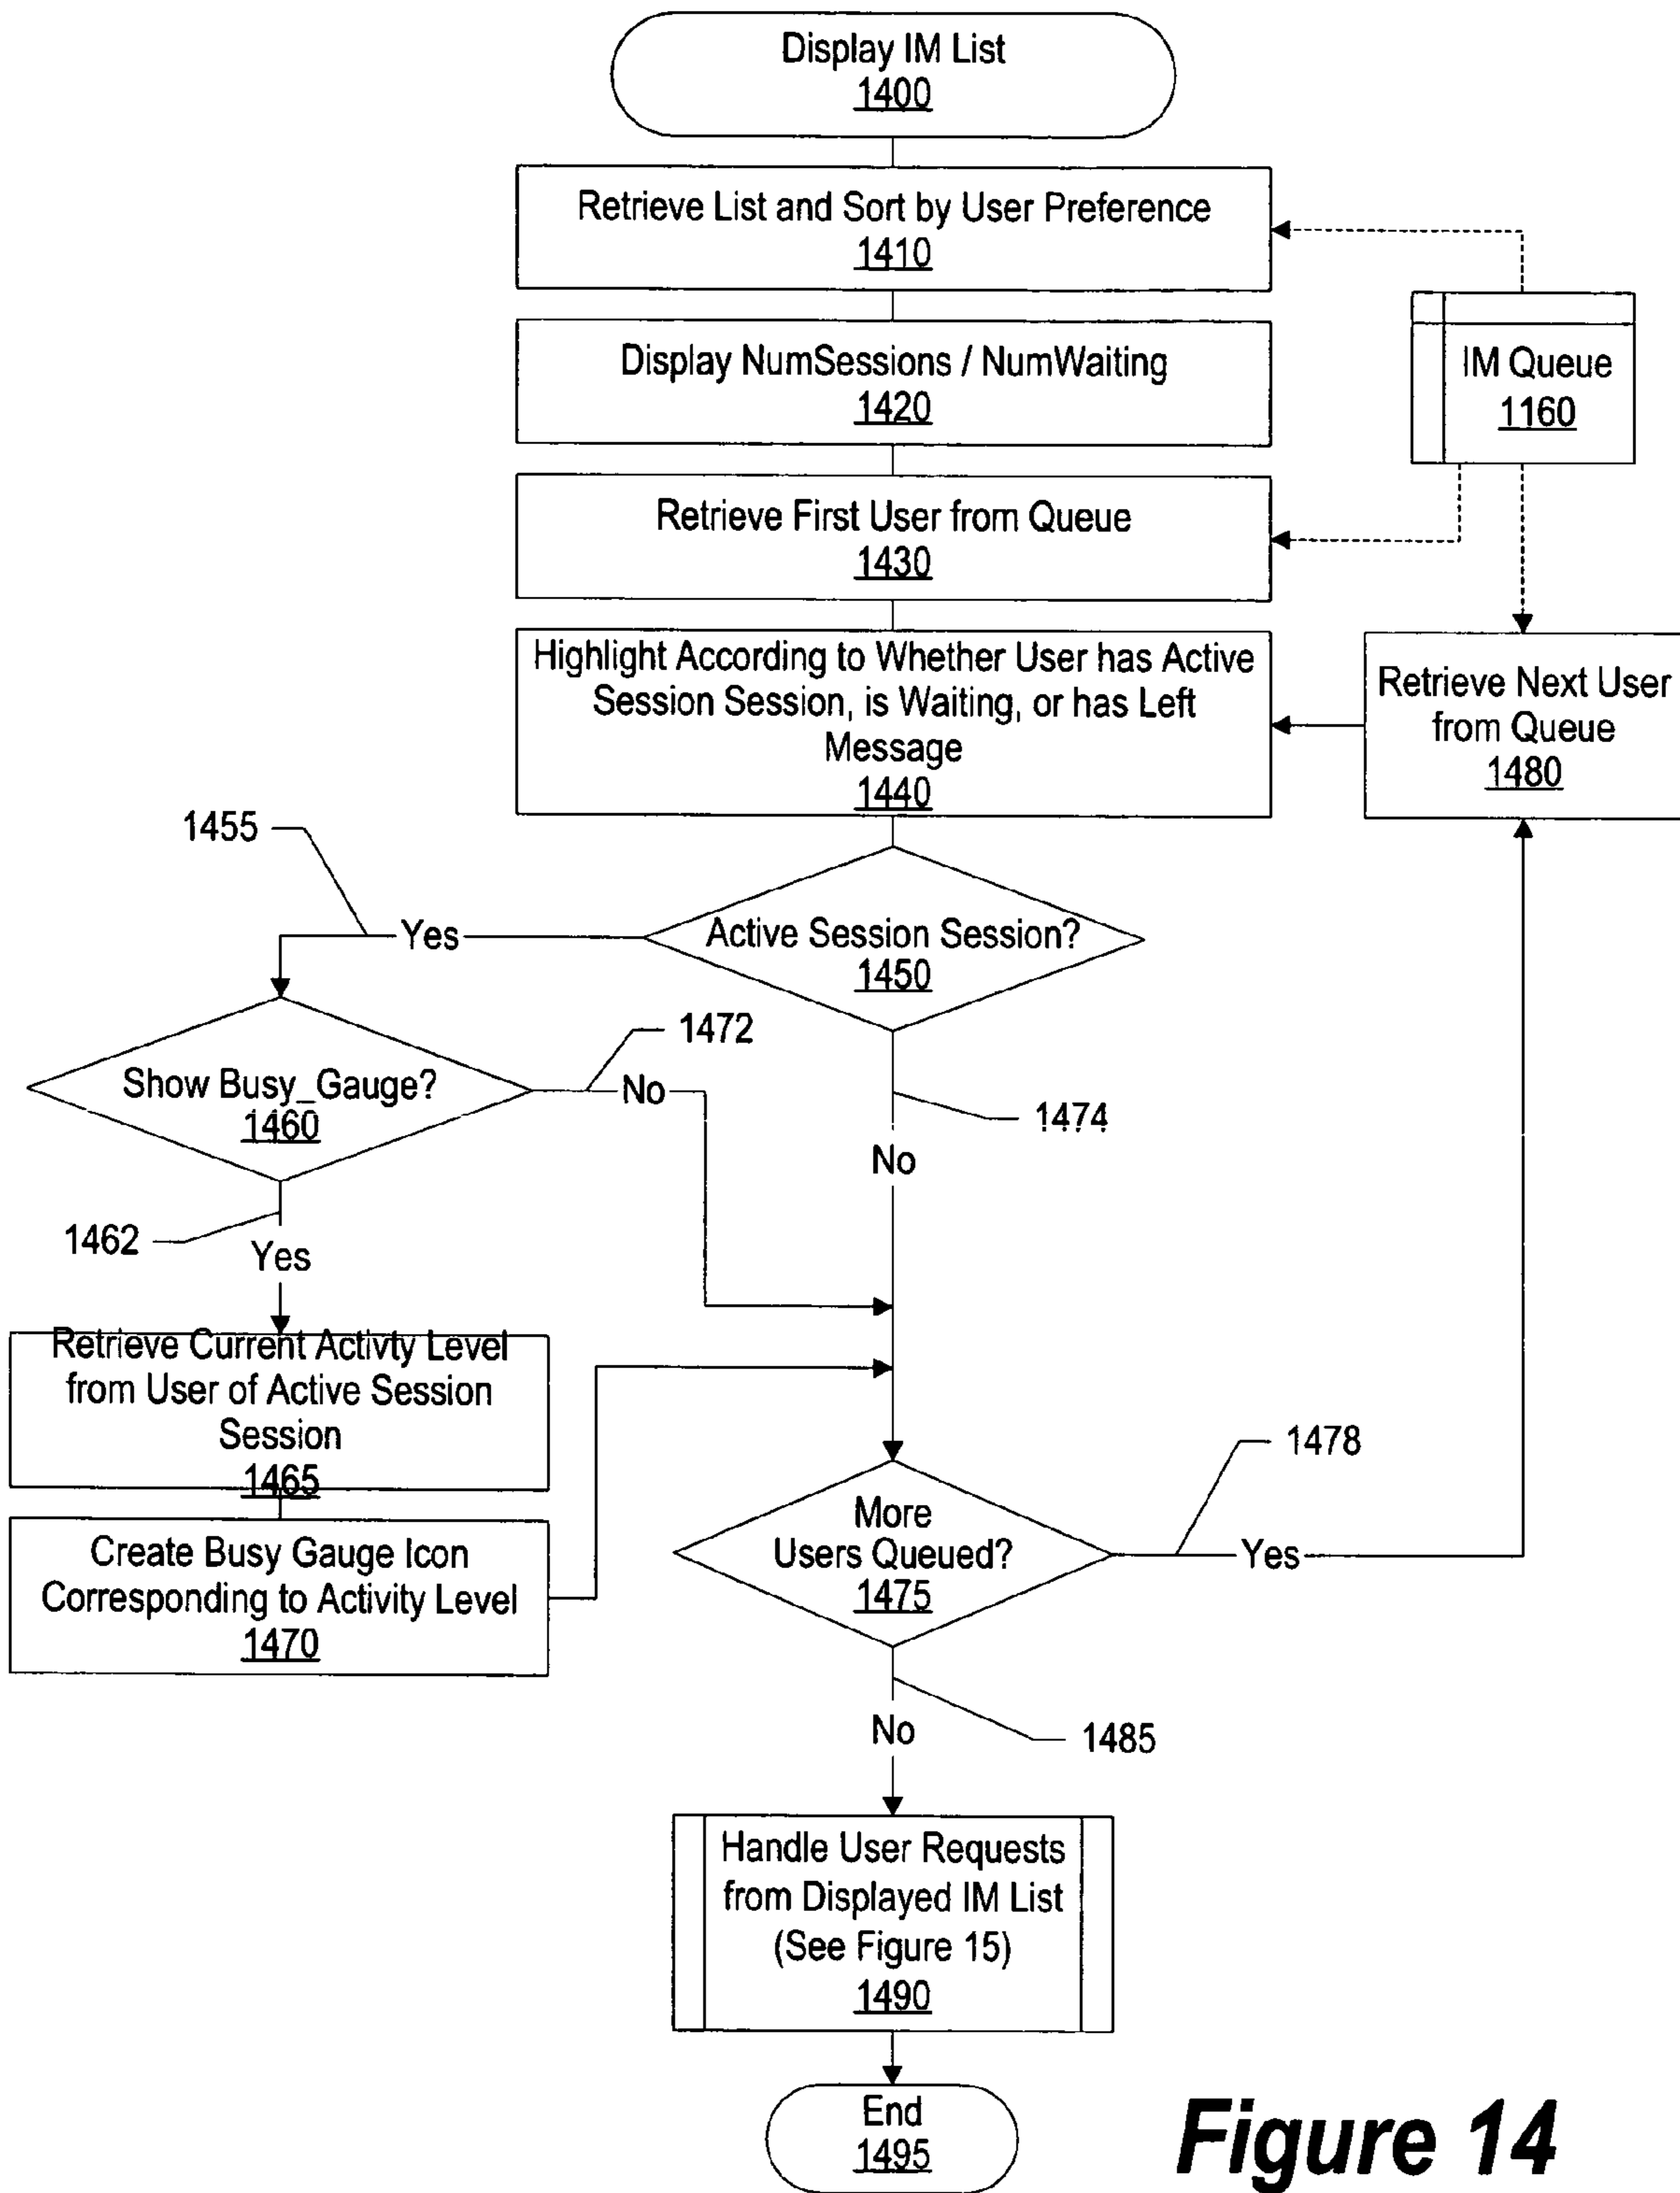 Display IM List
1400
Retrieve List and Sort by User Preference
1410
Display NumSessions / NumWaiting
1420
IM Queue
1160
Retrieve First User from Queue
1430
Highlight According to Whether User has Active
Session Session, is Waiting, or has Left
Message
1440
Retrieve Next User
from Queue
1480
1455
Yes
Active Session Session?
1450
1472
Show Busy_Gauge?
1460
No
1474
No
1462
Yes
Retrieve Current Activty Level
from User of Active Session
Session
1465
1478
More
Users Queued?
1475
Yes
Create Busy Gauge Icon
Corresponding to Activity Level
1470
No
1485
Handle User Requests
from Displayed IM List
(See Figure 15)
1490
End
1495
Figure 14